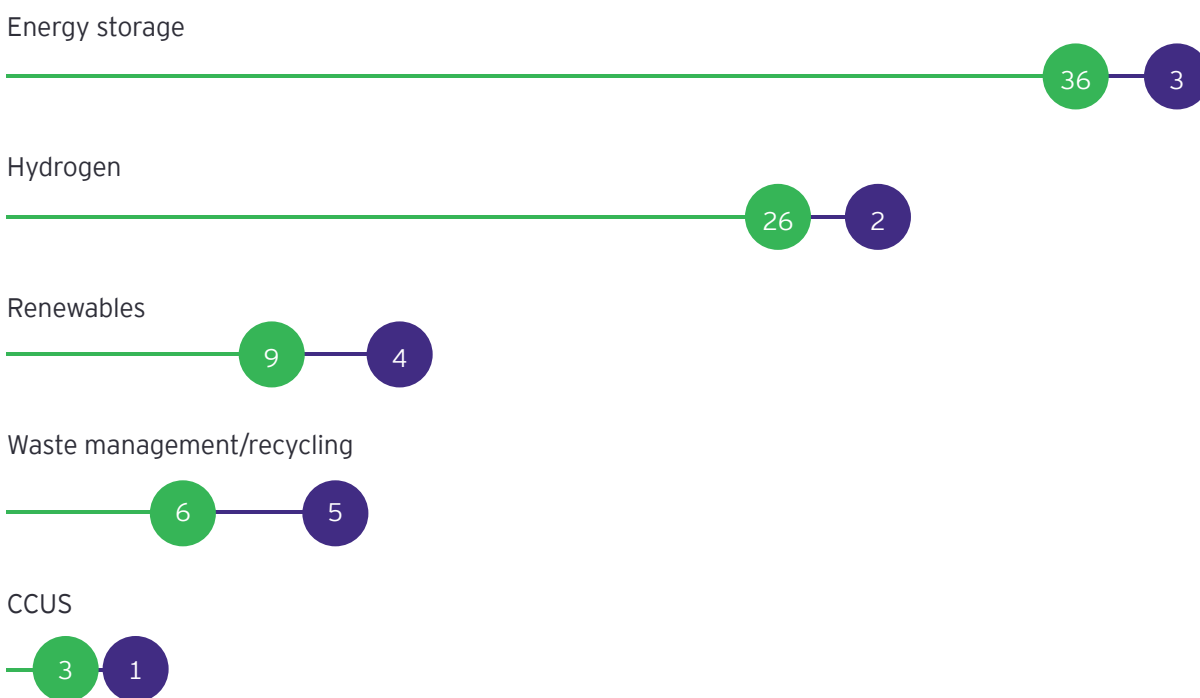 Energy storage
36 3
Hydrogen
26 2
Renewables
9 4
Waste management/recycling
6 5
CCUS
3 1